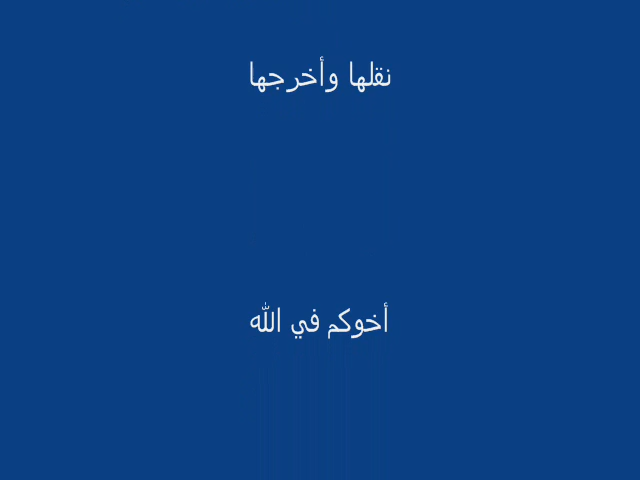 نقلها وأخرجها
أخوكم في الله